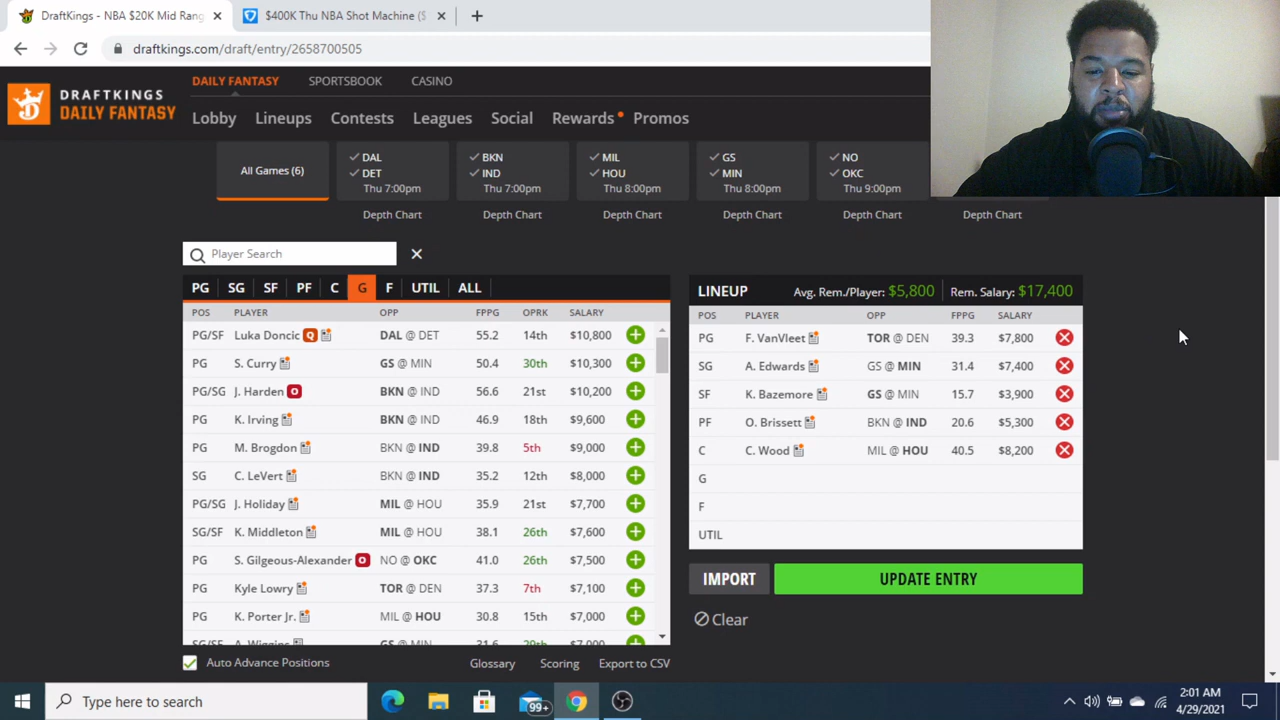 DraftKings - NBA $20K Mid Rang
$400K Thu NBA Shot Machine ($
draftkings.com/draft/entry/2658700505
DAILY FANTASY SPORTSBOOK CASINO
DRAFTKINGS
DAILY FANTASY
Lobby Lineups Contests Leagues Social Rewards Promos
All Games (6)
DAL
DET
Thu 7:00pm
BKN
IND
Thu 7:00pm
MIL
HOU
Thu 8:00pm
GS
MIN
Thu 8:00pm
NO
OKC
Thu 9:00pm
Depth Chart Depth Chart Depth Chart Depth Chart Depth Chart Depth Chart
Player Search
PG SG SF PF C G F UTIL ALL
POS PLAYER OPP FPPG OPRK SALARY
PG/SF Luka Doncic Q DAL @ DET 55.2 14th $10,800
PG S. Curry GS @ MIN 50.4 30th $10,300
PG/SG J. Harden O BKN @ IND 56.6 21st $10,200
PG K. Irving BKN @ IND 46.9 18th $9,600
PG M. Brogdon BKN @ IND 39.8 5th $9,000
SG C. LeVert BKN @ IND 35.2 12th $8,000
PG/SG J. Holiday MIL @ HOU 35.9 21st $7,700
SG/SF K. Middleton MIL @ HOU 38.1 26th $7,600
PG S. Gilgeous-Alexander O NO @ OKC 41.0 26th $7,500
PG Kyle Lowry TOR @ DEN 37.3 7th $7,100
PG K. Porter Jr. MIL @ HOU 30.8 15th $7,000
SG/SF A. Wiggins GS @ MIN 31.6 29th $7,000
Auto Advance Positions Glossary Scoring Export to CSV
LINEUP Avg. Rem./Player: $5,800 Rem. Salary: $17,400
POS PLAYER OPP FPPG SALARY
PG F. VanVleet TOR @ DEN 39.3 $7,800
SG A. Edwards GS @ MIN 31.4 $7,400
SF K. Bazemore GS @ MIN 15.7 $3,900
PF O. Brissett BKN @ IND 20.6 $5,300
C C. Wood MIL @ HOU 40.5 $8,200
G
F
UTIL
IMPORT UPDATE ENTRY
Clear
Type here to search
99+
2:01 AM
4/29/2021